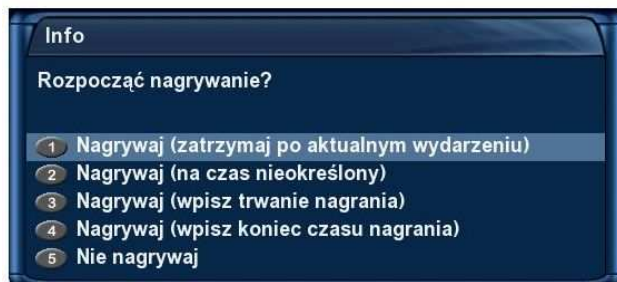 Info
Rozpocząć nagrywanie?
1 Nagrywaj (zatrzymaj po aktualnym wydarzeniu)
2 Nagrywaj (na czas nieokreślony)
3 Nagrywaj (wpisz trwanie nagrania)
4 Nagrywaj (wpisz koniec czasu nagrania)
5 Nie nagrywaj